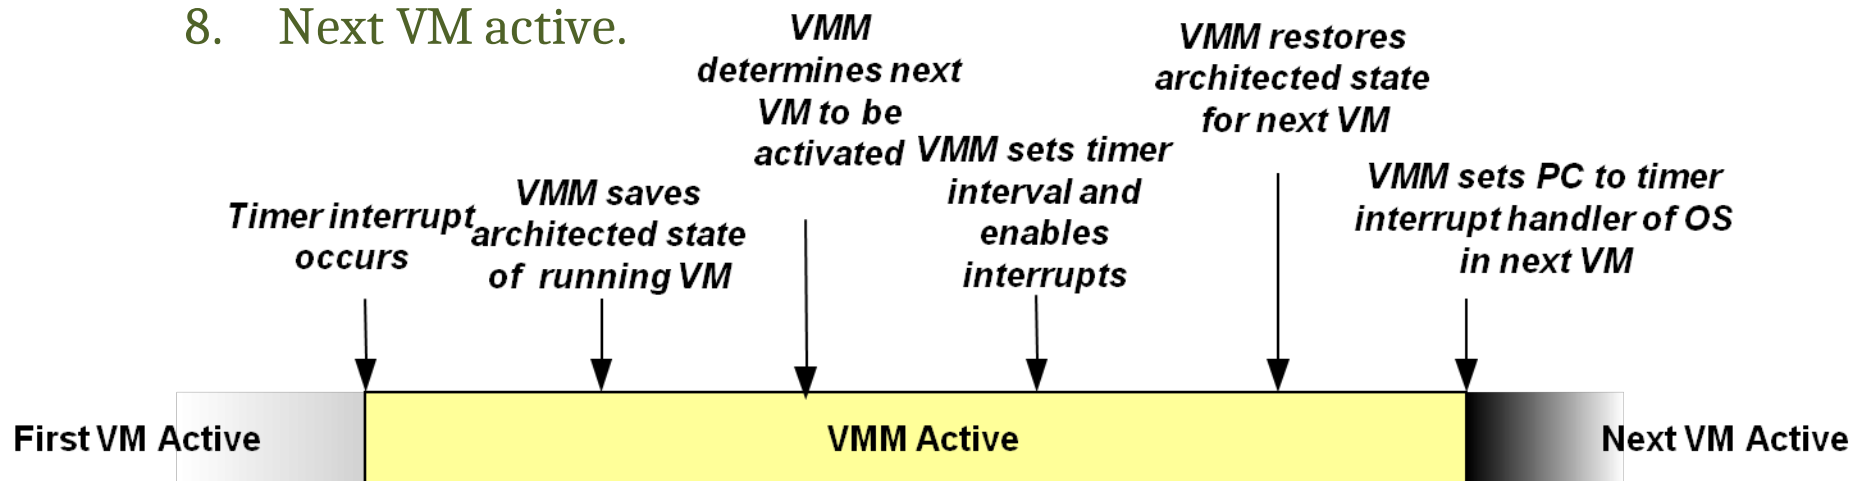 8. Next VM active.
VMM
determines next
VM to be
activated
VMM restores
architected state
for next VM
Timer interrupt
occurs
VMM saves
architected state
of running VM
VMM sets timer
interval and
enables
interrupts
VMM sets PC to timer
interrupt handler of OS
in next VM
First VM Active
VMM Active
Next VM Active